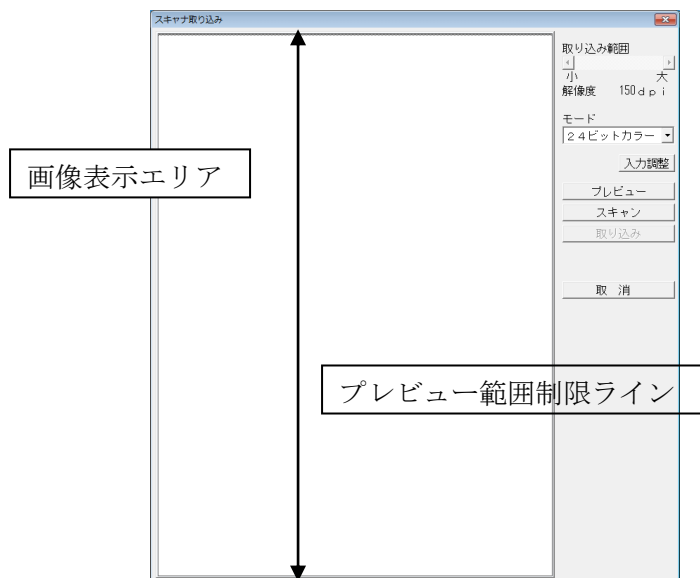 スキャナ取り込み
取り込み範囲
小 大
解像度 150ｄｐｉ
モード
２４ビットカラー
入力調整
プレビュー
スキャン
取り込み
取 消
画像表示エリア
プレビュー範囲制限ライン